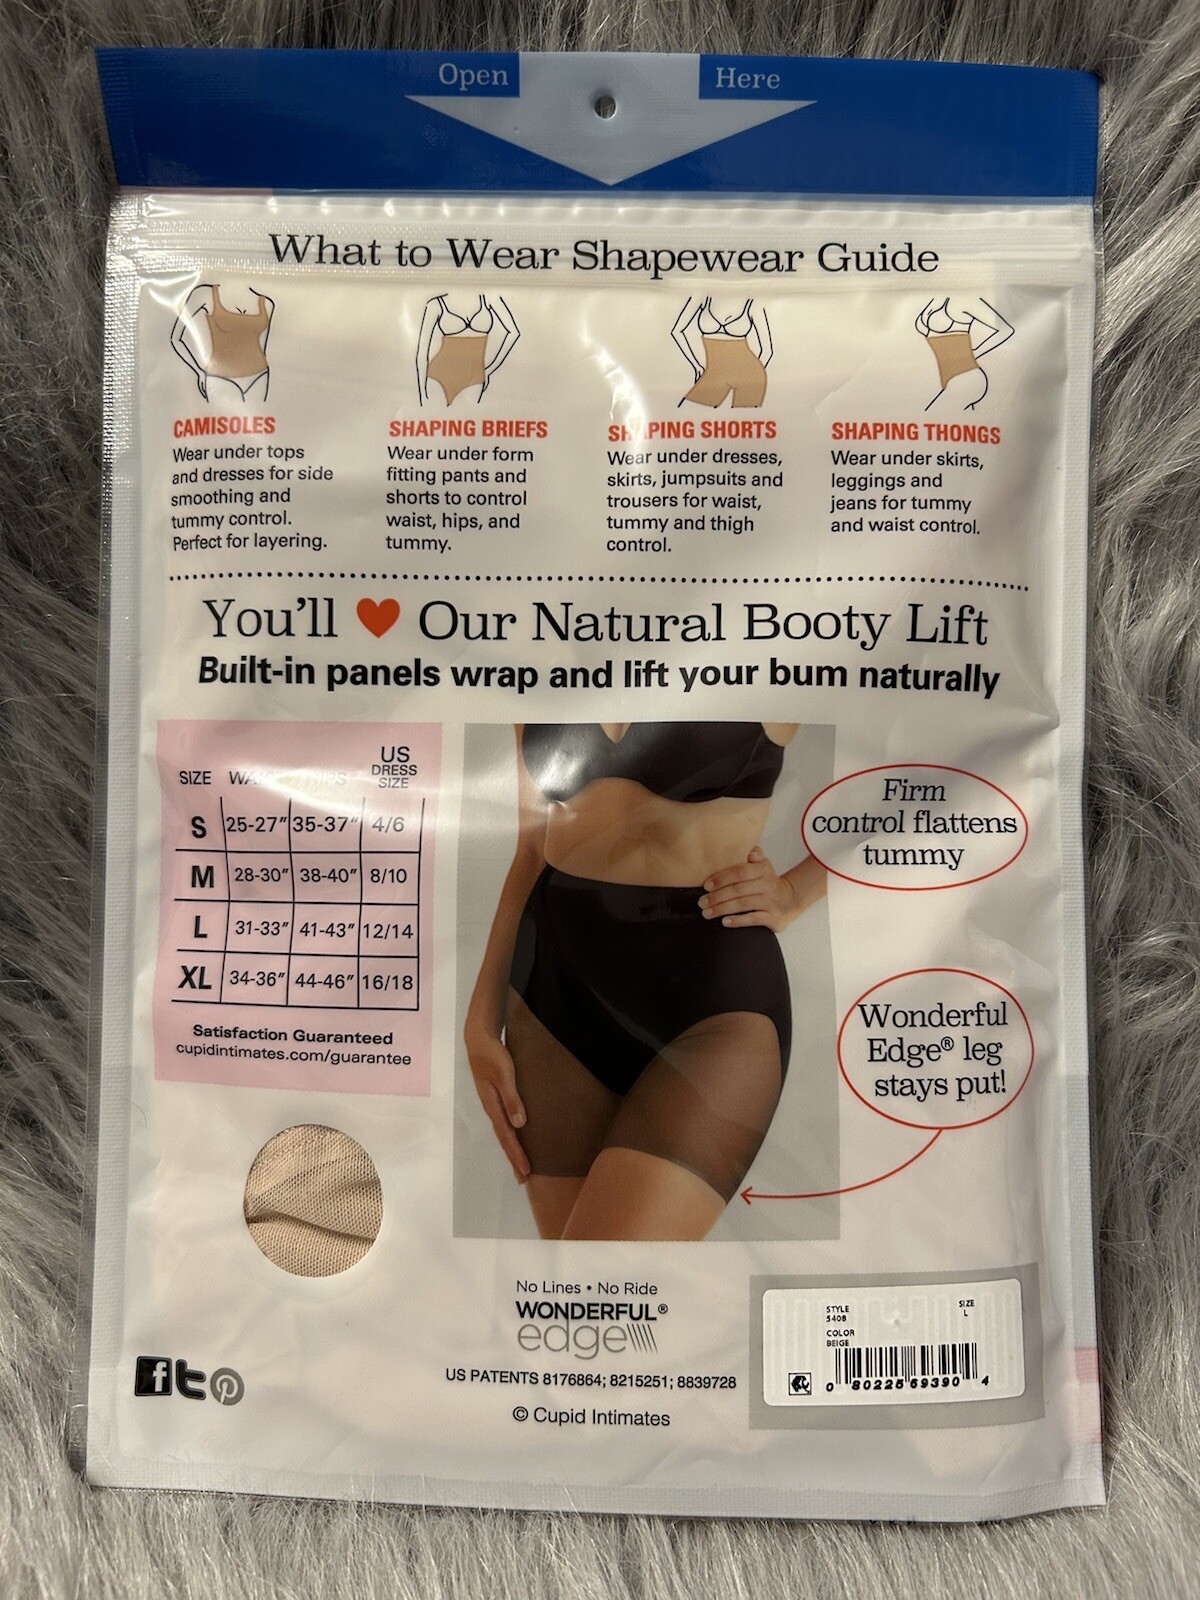 Open Here
What to Wear Shapewear Guide
CAMISOLES
Wear under tops
and dresses for side
smoothing and
tummy control.
Perfect for layering.
SHAPING BRIEFS
Wear under form
fitting pants and
shorts to control
waist, hips, and
tummy.
SHAPING SHORTS
Wear under dresses,
skirts, jumpsuits and
trousers for waist,
tummy and thigh
control.
SHAPING THONGS
Wear under skirts,
leggings and
jeans for tummy
and waist control.
You'll ♥ Our Natural Booty Lift
Built-in panels wrap and lift your bum naturally
SIZE WAIST HIPS US DRESS SIZE
S 25-27" 35-37" 4/6
M 28-30" 38-40" 8/10
L 31-33" 41-43" 12/14
XL 34-36" 44-46" 16/18
Satisfaction Guaranteed
cupidintimates.com/guarantee
Firm
control flattens
tummy
Wonderful
Edge® leg
stays put!
No Lines • No Ride
WONDERFUL®
edge
US PATENTS 8176864; 8215251; 8839728
© Cupid Intimates
STYLE
5408
COLOR
BEIGE
SIZE
L
0 80225 69390 4